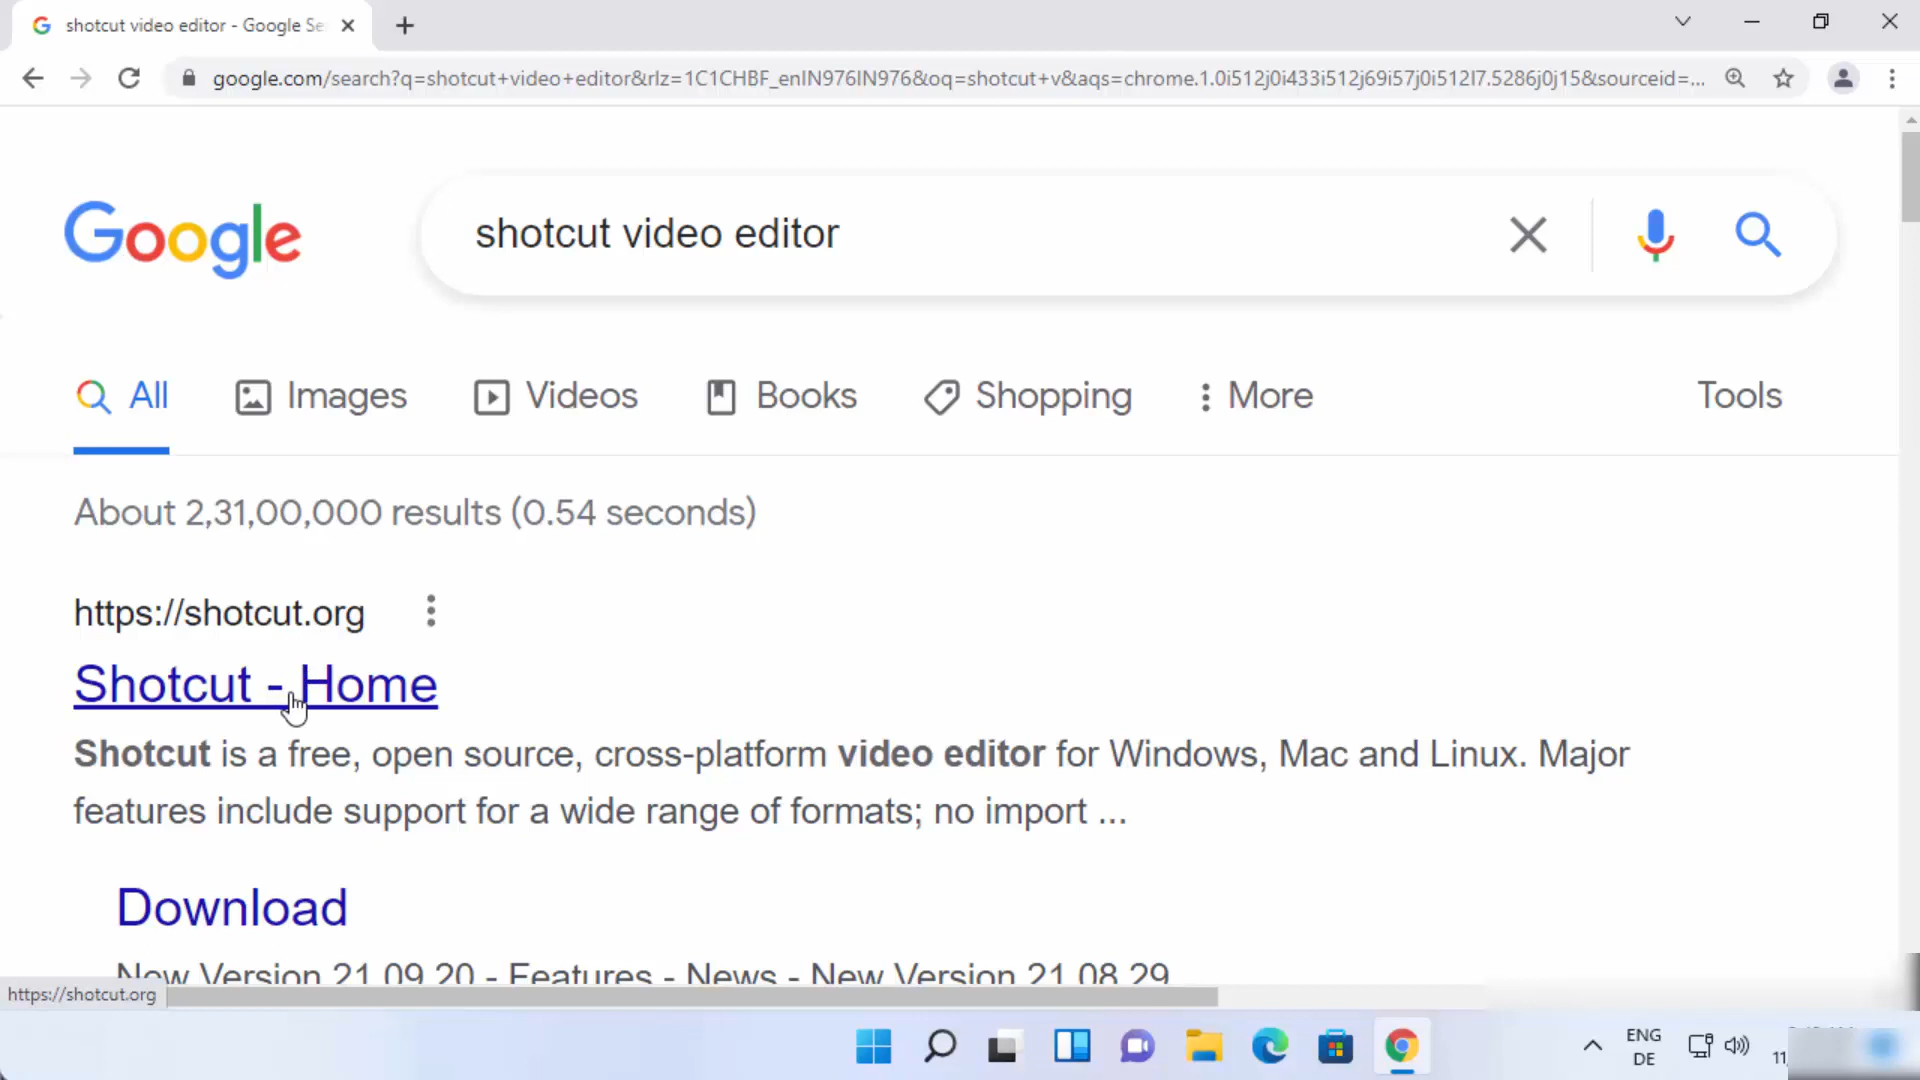 shotcut video editor - Google Se
google.com/search?q=shotcut+video+editor&rlz=1C1CHBF_enIN976IN976&oq=shotcut+v&aqs=chrome.1.0i512j0i433i512j69i57j0i512l7.5286j0j15&sourceid=...
Google
shotcut video editor
All
Images
Videos
Books
Shopping
More
Tools
About 2,31,00,000 results (0.54 seconds)
https://shotcut.org
Shotcut - Home
Shotcut is a free, open source, cross-platform video editor for Windows, Mac and Linux. Major
features include support for a wide range of formats; no import ...
Download
New Version 21.09.20 - Features - News - New Version 21.08.29
https://shotcut.org
ENG
DE